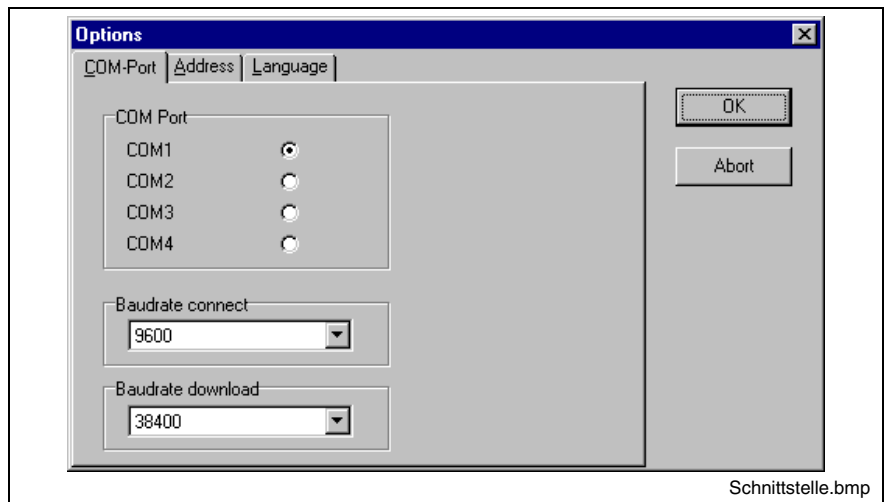 Options
COM-Port Address Language
COM Port
COM1
COM2
COM3
COM4
Baudrate connect
9600
Baudrate download
38400
OK
Abort
Schnittstelle.bmp